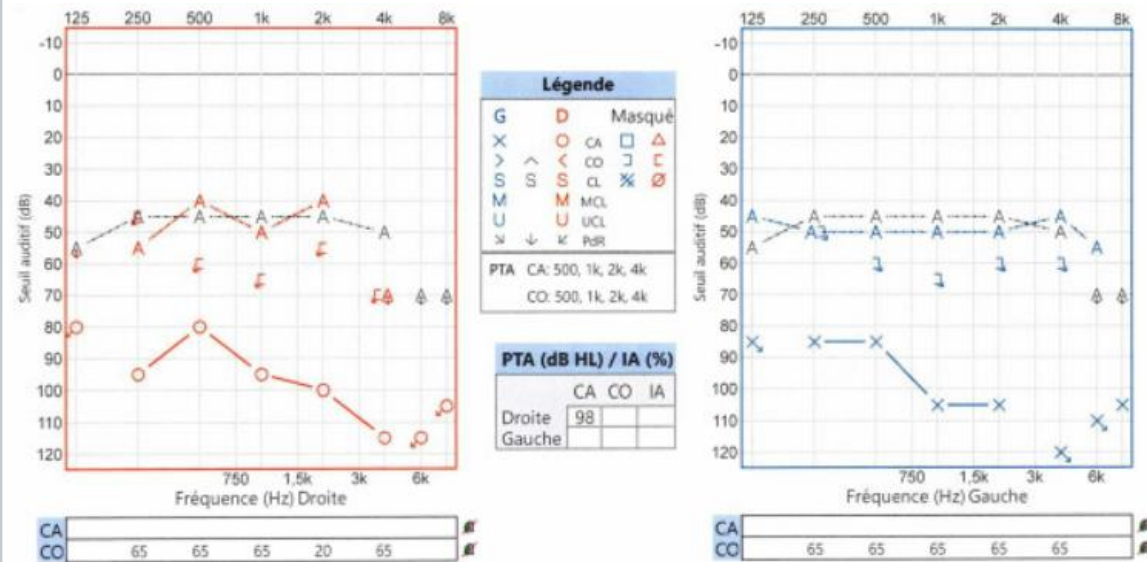 125 250 500 1k 2k 4k 8k
-10
0
10
20
30
40
50
60
70
80
90
100
110
120
Seuil auditif (dB)
750 1,5k 3k 6k
Fréquence (Hz) Droite
CA
CO 65 65 65 20 65
Légende
G D Masqué
CA
CO
S S S CL
M M MCL
U U UCL
PdR
PTA CA: 500, 1k, 2k, 4k
CO: 500, 1k, 2k, 4k
PTA (dB HL) / IA (%)
CA CO IA
Droite 98
Gauche
125 250 500 1k 2k 4k 8k
-10
0
10
20
30
40
50
60
70
80
90
100
110
120
Seuil auditif (dB)
750 1,5k 3k 6k
Fréquence (Hz) Gauche
CA
CO 65 65 65 65 65